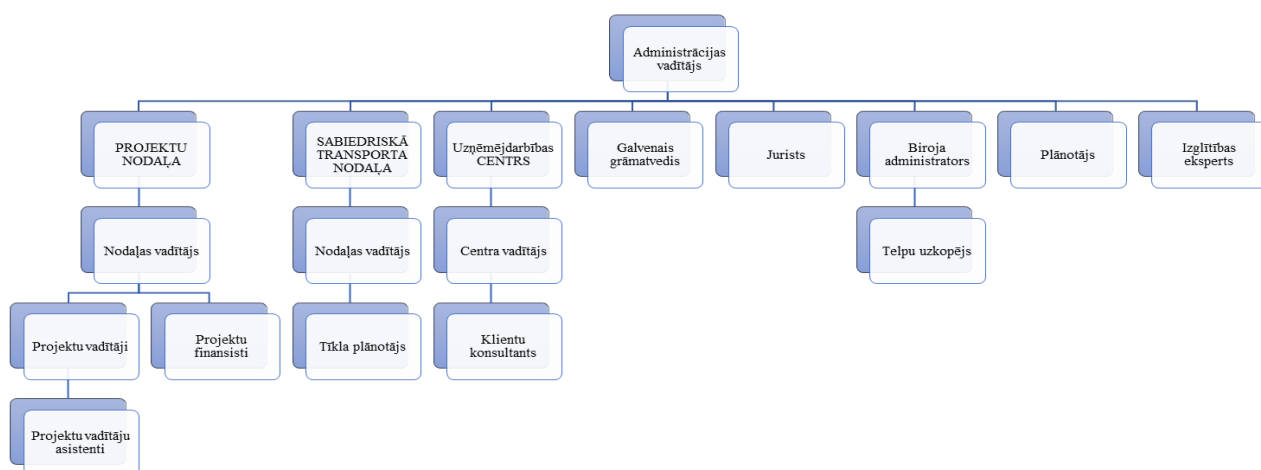 Administrācijas
vadītājs
PROJEKTU
NODAĻA
SABIEDRISKĀ
TRANSPORTA
NODAĻA
Uzņēmējdarbības
CENTRS
Galvenais
grāmatvedis
Jurists
Biroja
administrators
Plānotājs
Izglītības
eksperts
Nodaļas vadītājs
Nodaļas vadītājs
Centra vadītājs
Telpu uzkopējs
Projektu vadītāji
Projektu
finansisti
Tīkla plānotājs
Klientu
konsultants
Projektu vadītāju
asistenti